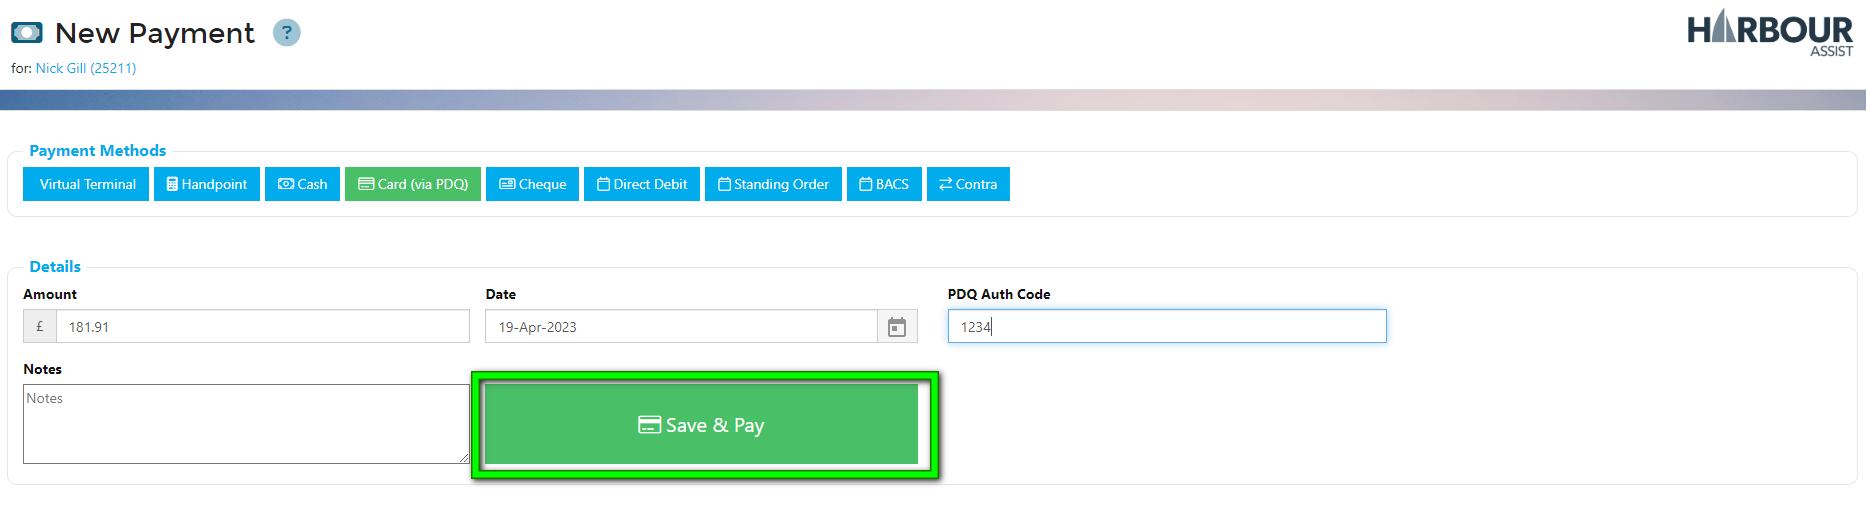 New Payment ?
HARBOUR
ASSIST
for: Nick Gill (25211)
Payment Methods
Virtual Terminal Handpoint Cash Card (via PDQ) Cheque Direct Debit Standing Order BACS Contra
Details
Amount Date PDQ Auth Code
£ 181.91 19-Apr-2023 1234
Notes
Notes
Save & Pay